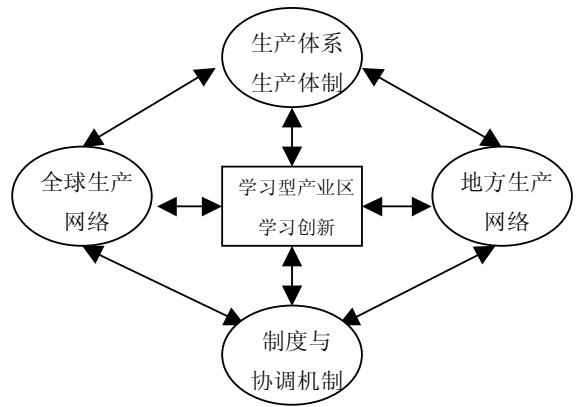 生产体系
生产体制
全球生产
网络
学习型产业区
学习创新
地方生产
网络
制度与
协调机制